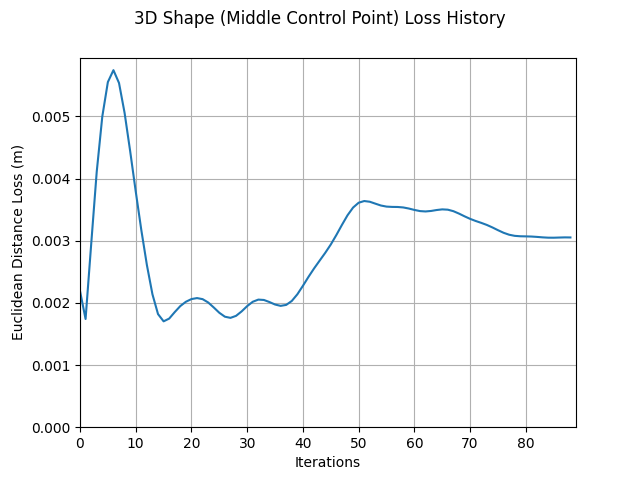 3D Shape (Middle Control Point) Loss History
Euclidean Distance Loss (m)
0.005
0.004
0.003
0.002
0.001
0.000
0 10 20 30 40 50 60 70 80
Iterations